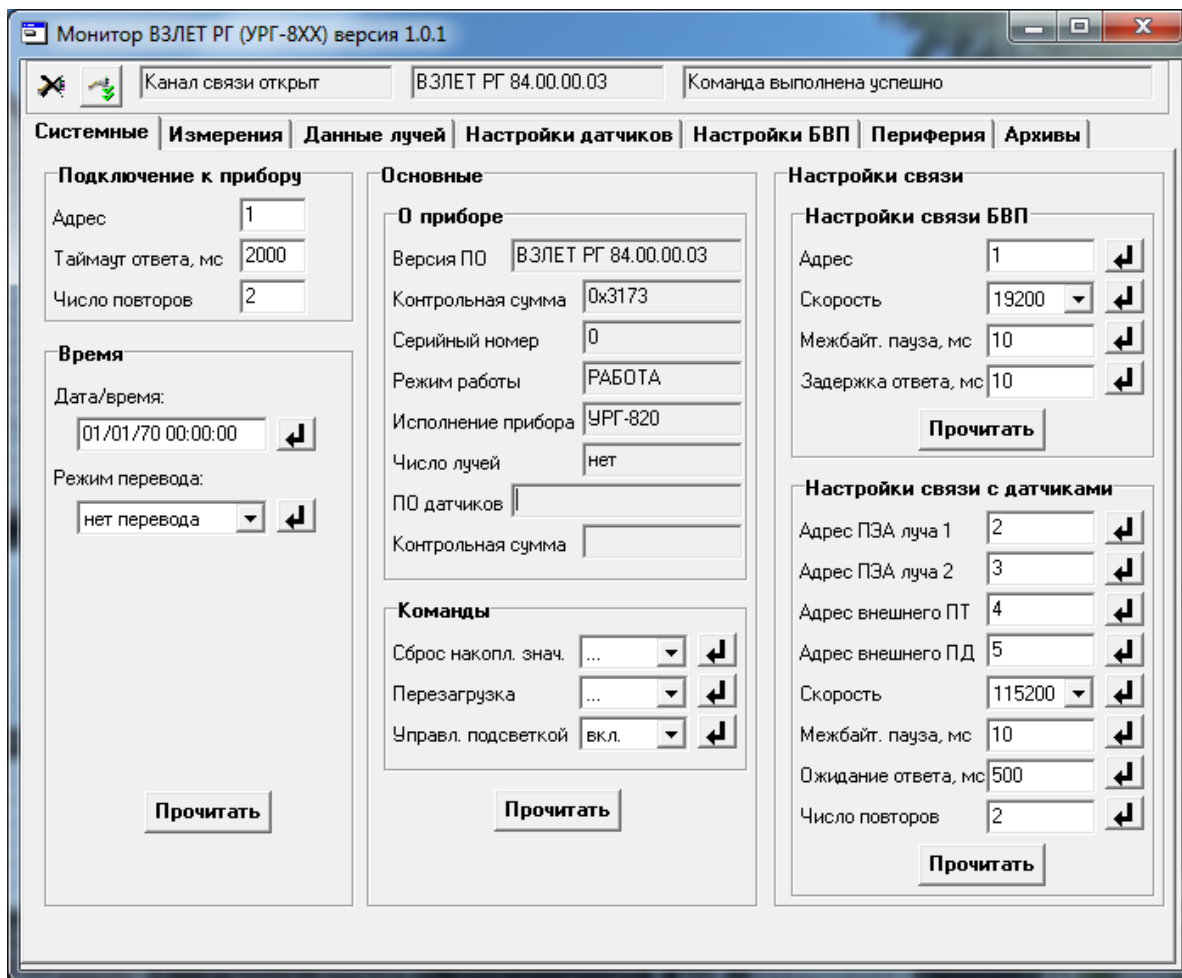 Монитор ВЗЛЕТ РГ (УРГ-8ХХ) версия 1.0.1
Канал связи открыт
ВЗЛЕТ РГ 84.00.00.03
Команда выполнена успешно
Системные
Измерения
Данные лучей
Настройки датчиков
Настройки БВП
Периферия
Архивы
Подключение к прибору
Адрес 1
Таймаут ответа, мс 2000
Число повторов 2
Время
Дата/время:
01/01/70 00:00:00
Режим перевода:
нет перевода
Прочитать
Основные
О приборе
Версия ПО ВЗЛЕТ РГ 84.00.00.03
Контрольная сумма 0x3173
Серийный номер 0
Режим работы РАБОТА
Исполнение прибора УРГ-820
Число лучей нет
ПО датчиков
Контрольная сумма
Команды
Сброс накопл. знач. ...
Перезагрузка ...
Управл. подсветкой вкл.
Прочитать
Настройки связи
Настройки связи БВП
Адрес 1
Скорость 19200
Межбайт. пауза, мс 10
Задержка ответа, мс 10
Прочитать
Настройки связи с датчиками
Адрес ПЭА луча 1 2
Адрес ПЭА луча 2 3
Адрес внешнего ПТ 4
Адрес внешнего ПД 5
Скорость 115200
Межбайт. пауза, мс 10
Ожидание ответа, мс 500
Число повторов 2
Прочитать